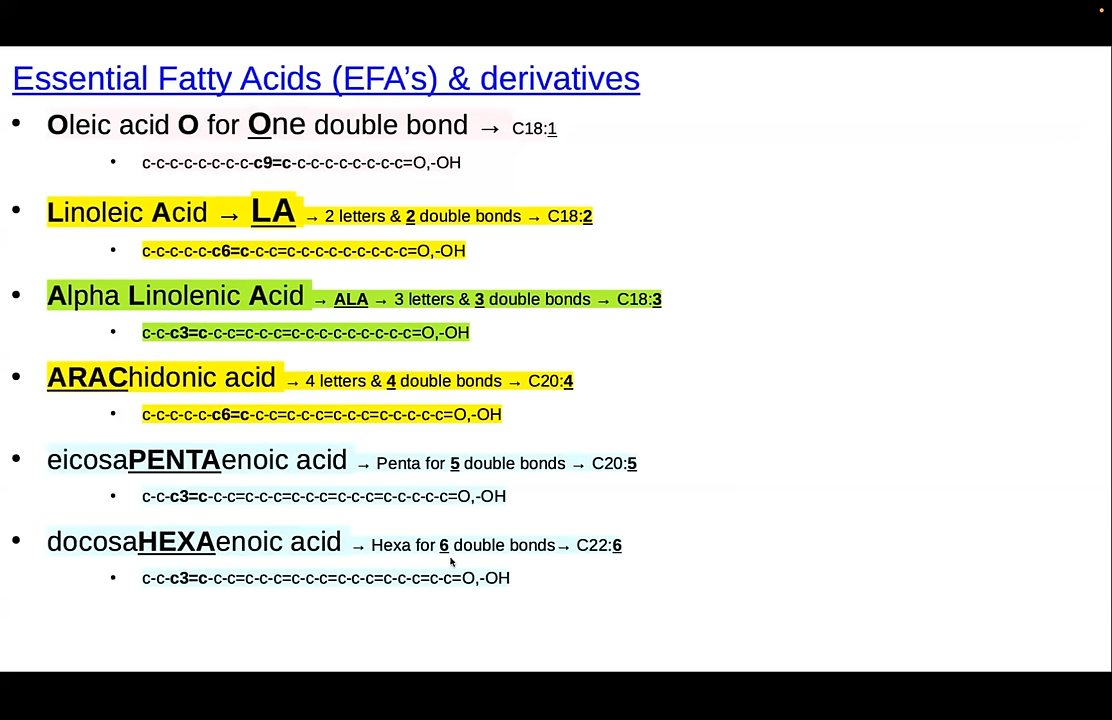 Essential Fatty Acids (EFA’s) & derivatives
• Oleic acid O for One double bond → C18:1
• c-c-c-c-c-c-c-c-c9=c-c-c-c-c-c-c-c-c=O,-OH
• Linoleic Acid → LA → 2 letters & 2 double bonds → C18:2
• c-c-c-c-c-c6=c-c-c=c-c-c-c-c-c-c-c-c=O,-OH
• Alpha Linolenic Acid → ALA → 3 letters & 3 double bonds → C18:3
• c-c-c3=c-c-c=c-c-c=c-c-c-c-c-c-c-c-c=O,-OH
• ARAChidonic acid → 4 letters & 4 double bonds → C20:4
• c-c-c-c-c-c6=c-c-c=c-c-c=c-c-c=c-c-c-c-c=O,-OH
• eicosaPENTAenoic acid → Penta for 5 double bonds → C20:5
• c-c-c3=c-c-c=c-c-c=c-c-c=c-c-c=c-c-c-c-c=O,-OH
• docosaHEXAenoic acid → Hexa for 6 double bonds→ C22:6
• c-c-c3=c-c-c=c-c-c=c-c-c=c-c-c=c-c-c=c-c=O,-OH